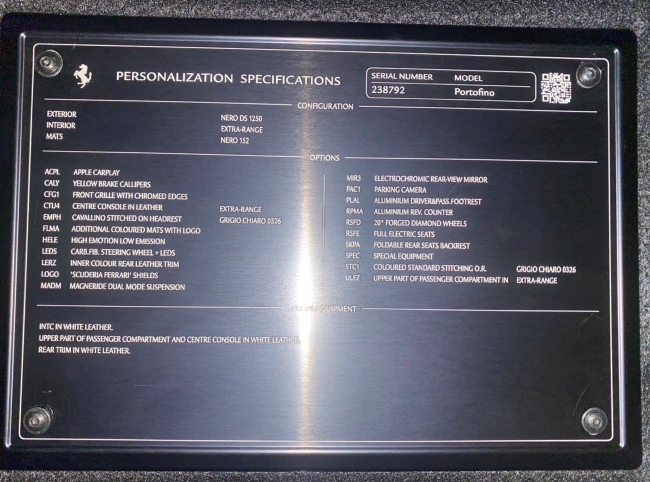 PERSONALIZATION SPECIFICATIONS
SERIAL NUMBER MODEL
238792 Portofino
CONFIGURATION
EXTERIOR NERO DS 1250
INTERIOR EXTRA-RANGE
MATS NERO 152
OPTIONS
ACPL APPLE CARPLAY
CALY YELLOW BRAKE CALLIPERS
CFG1 FRONT GRILLE WITH CHROMED EDGES
CTU4 CENTRE CONSOLE IN LEATHER EXTRA-RANGE
EMPH CAVALLINO STITCHED ON HEADREST GRIGIO CHIARO 0326
FLMA ADDITIONAL COLOURED MATS WITH LOGO
HELE HIGH EMOTION LOW EMISSION
LEDS CARB.FIB. STEERING WHEEL + LEDS
LERZ INNER COLOUR REAR LEATHER TRIM
LOGO 'SCUDERIA FERRARI' SHIELDS
MADM MAGNERIDE DUAL MODE SUSPENSION
MIR3 ELECTROCHROMIC REAR-VIEW MIRROR
PAC1 PARKING CAMERA
PLAL ALUMINIUM DRIVER&PASS.FOOTREST
RPMA ALUMINIUM REV. COUNTER
RSFD 20" FORGED DIAMOND WHEELS
RSFE FULL ELECTRIC SEATS
SKPA FOLDABLE REAR SEATS BACKREST
SPEC SPECIAL EQUIPMENT
STC1 COLOURED STANDARD STITCHING O.R. GRIGIO CHIARO 0326
ULEZ UPPER PART OF PASSENGER COMPARTMENT IN EXTRA-RANGE
EQUIPMENT
INTC IN WHITE LEATHER.
UPPER PART OF PASSENGER COMPARTMENT AND CENTRE CONSOLE IN WHITE LEATHER.
REAR TRIM IN WHITE LEATHER.